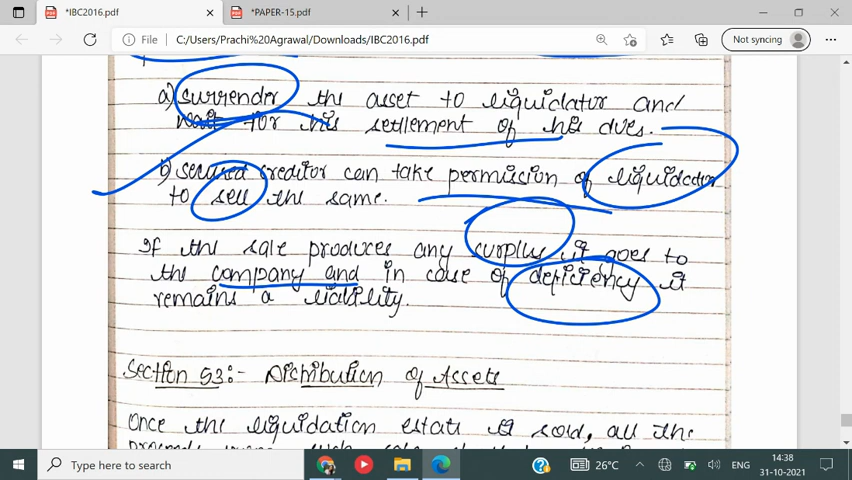 *IBC2016.pdf
*PAPER-15.pdf
File
C:/Users/Prachi%20Agrawal/Downloads/IBC2016.pdf
Not syncing
a) surrender the asset to liquidator and
wait for his settlement of his dues.
b) secured creditor can take permission of liquidator
to sell the same.
If the sale produces any surplus it goes to
the company and in case of deficiency it
remains a liability.
Section 53:- Distribution of Assets
Once the liquidation estate is sold, all the
Type here to search
26°C
ENG
14:38
31-10-2021